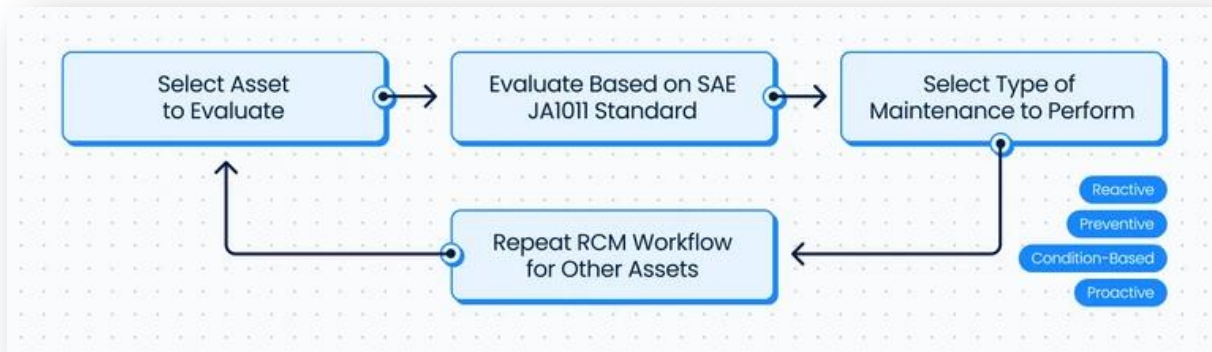 Select Asset
to Evaluate
Evaluate Based on SAE
JA1011 Standard
Select Type of
Maintenance to Perform
Reactive
Preventive
Condition-Based
Proactive
Repeat RCM Workflow
for Other Assets